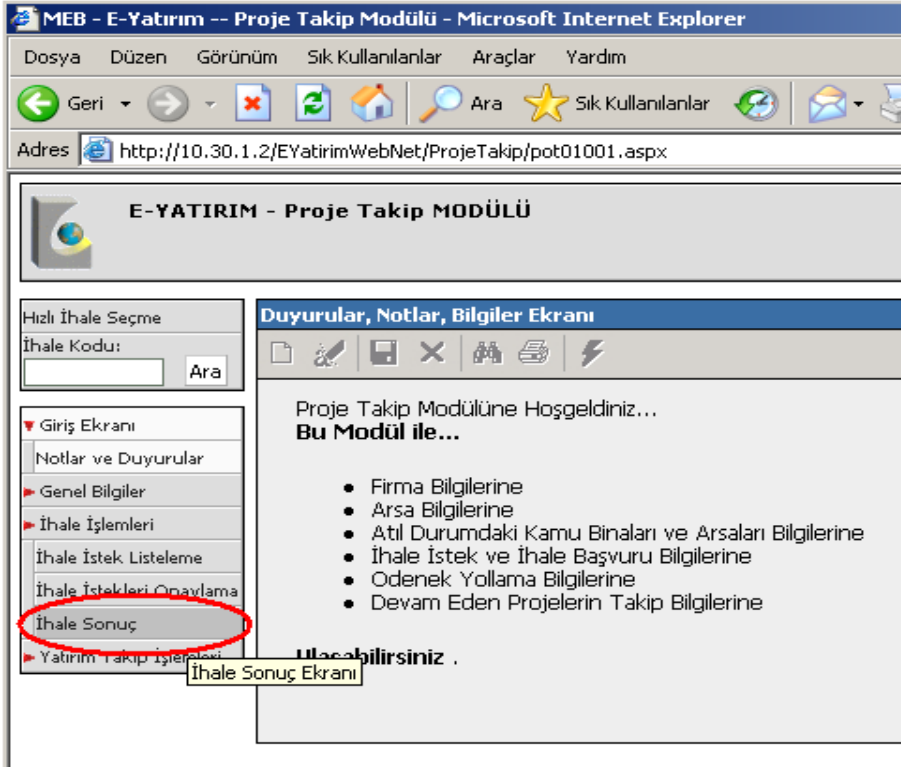 MEB - E-Yatırım -- Proje Takip Modülü - Microsoft Internet Explorer
Dosya Düzen Görünüm Sık Kullanılanlar Araçlar Yardım
Geri Ara Sık Kullanılanlar
Adres http://10.30.1.2/EYatirimWebNet/ProjeTakip/pot01001.aspx
E-YATIRIM - Proje Takip MODÜLÜ
Hızlı İhale Seçme
İhale Kodu:
Ara
Giriş Ekranı
Notlar ve Duyurular
Genel Bilgiler
İhale İşlemleri
İhale İstek Listeleme
İhale İstekleri Onaylama
İhale Sonuç
Yatırım Takip İşlemleri
İhale Sonuç Ekranı
Duyurular, Notlar, Bilgiler Ekranı
Proje Takip Modülüne Hoşgeldiniz...
Bu Modül ile...
• Firma Bilgilerine
• Arsa Bilgilerine
• Atıl Durumdaki Kamu Binaları ve Arsaları Bilgilerine
• İhale İstek ve İhale Başvuru Bilgilerine
• Odenek Yollama Bilgilerine
• Devam Eden Projelerin Takip Bilgilerine
Ulaşabilirsiniz .